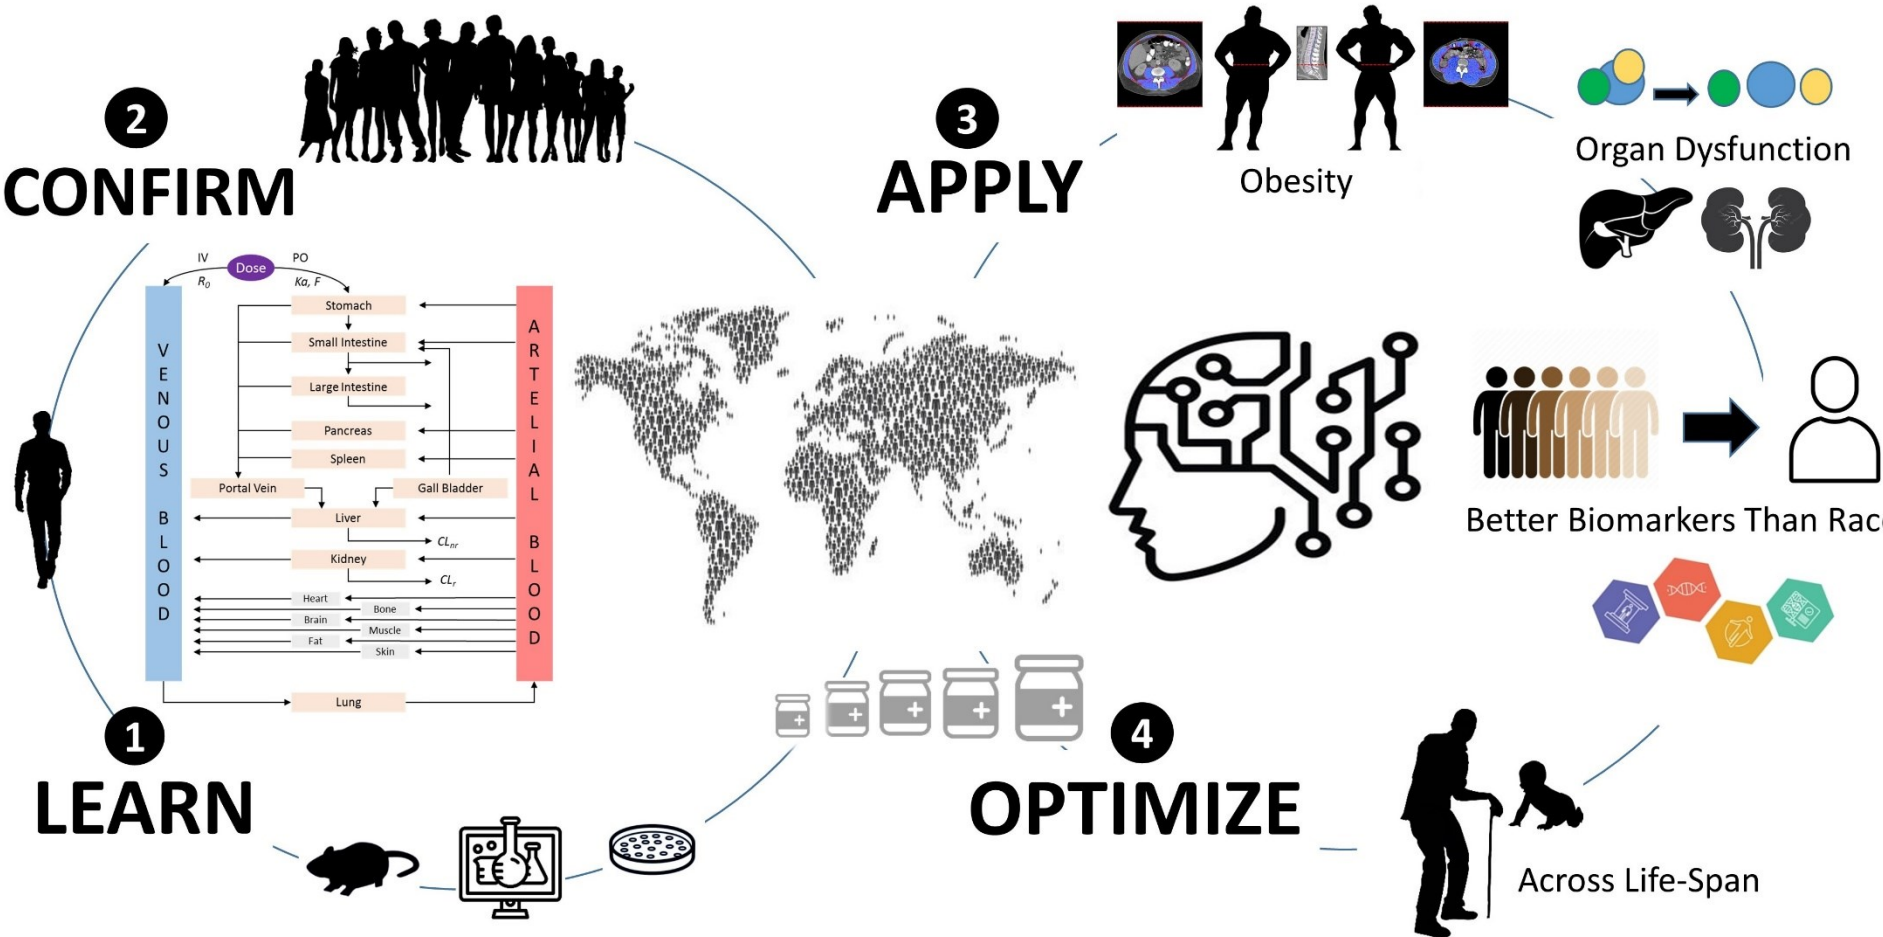 2
CONFIRM
3
APPLY
Obesity
Organ Dysfunction
IV
Dose
PO
R0
Ka, F
Stomach
Small Intestine
Large Intestine
Pancreas
Spleen
Portal Vein
Gall Bladder
Liver
CLnr
Kidney
CLr
Heart
Bone
Brain
Muscle
Fat
Skin
Lung
VENOUS BLOOD
ARTELIAL BLOOD
Better Biomarkers Than Rac
1
LEARN
4
OPTIMIZE
Across Life-Span